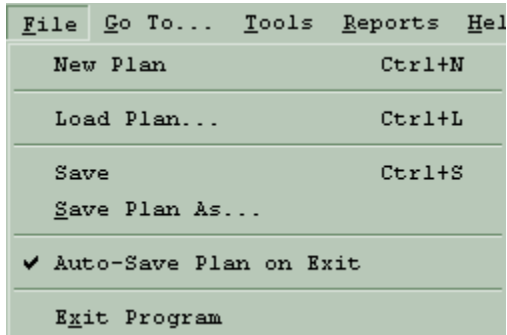 File Go To... Tools Reports Hel
New Plan Ctrl+N
Load Plan... Ctrl+L
Save Ctrl+S
Save Plan As...
Auto-Save Plan on Exit
Exit Program